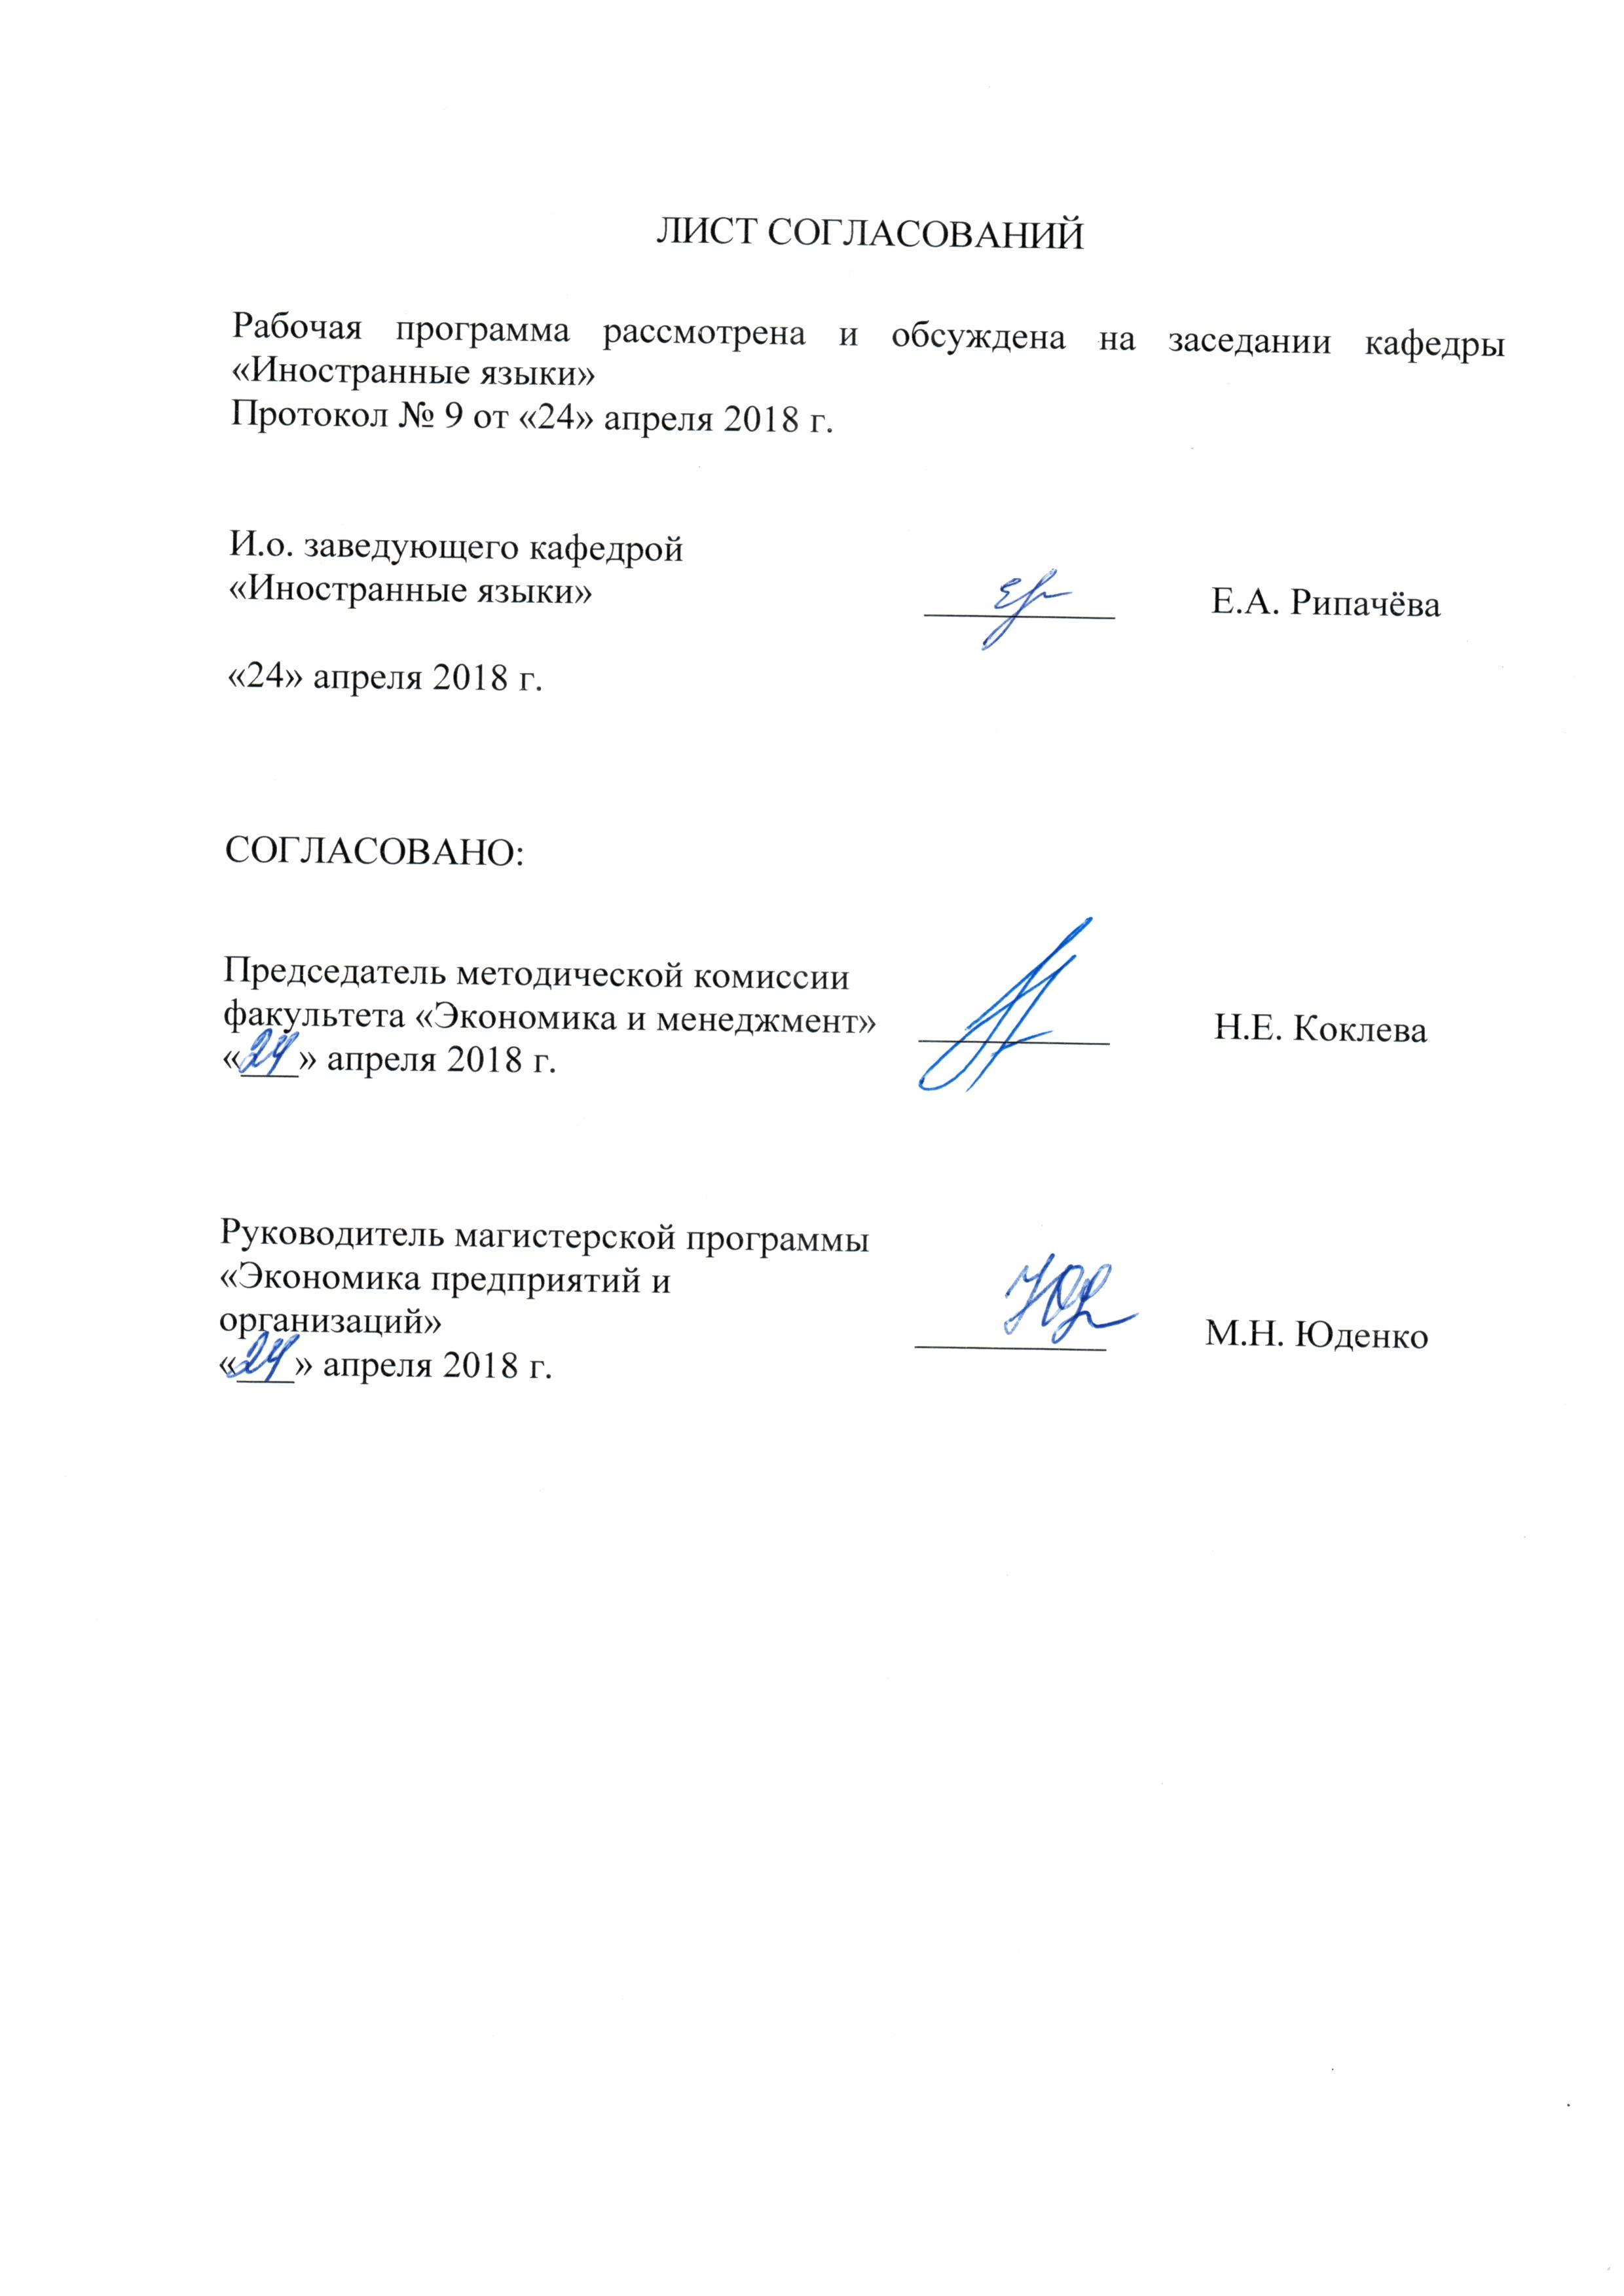 ЛИСТ СОГЛАСОВАНИЙ
Рабочая программа рассмотрена и обсуждена на заседании кафедры
«Иностранные языки»
Протокол № 9 от «24» апреля 2018 г.
И.о. заведующего кафедрой
«Иностранные языки» Е.А. Рипачёва
«24» апреля 2018 г.
СОГЛАСОВАНО:
Председатель методической комиссии
факультета «Экономика и менеджмент» Н.Е. Коклева
«24» апреля 2018 г.
Руководитель магистерской программы
«Экономика предприятий и
организаций» М.Н. Юденко
«24» апреля 2018 г.